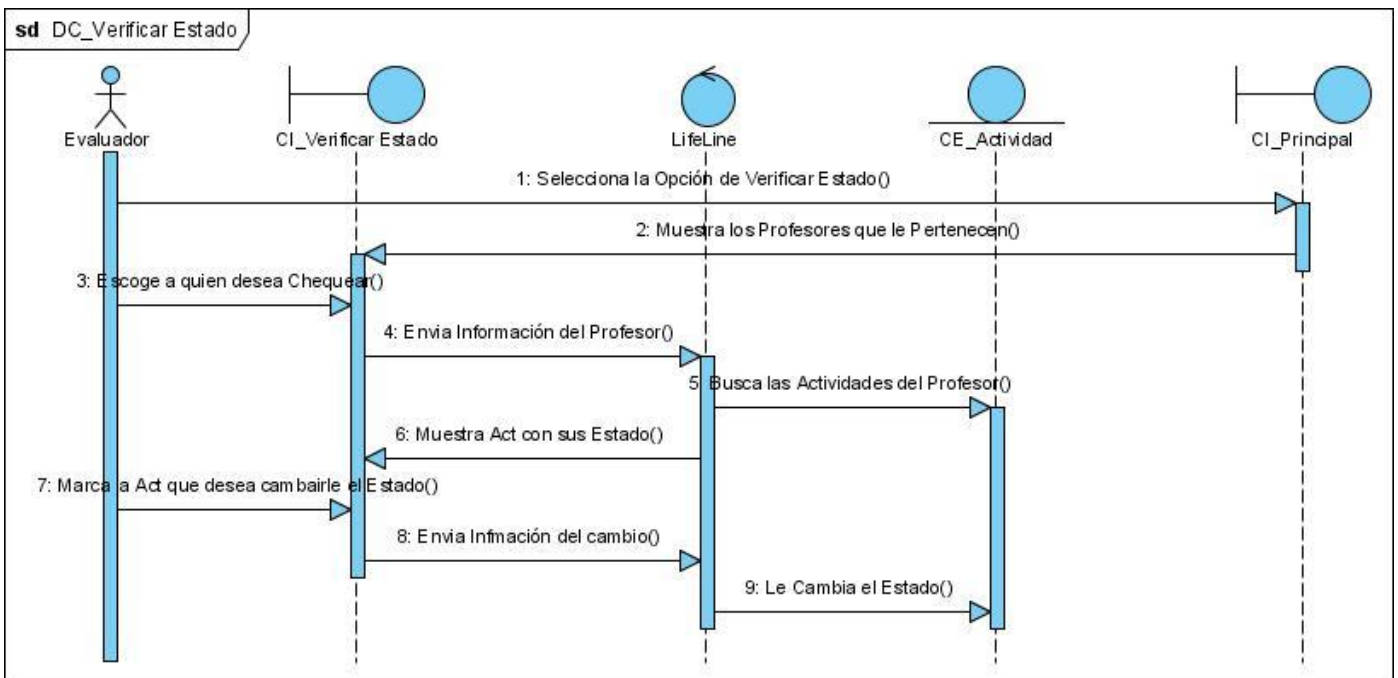 sd DC_Verificar Estado
Evaluador CI_Verificar Estado LifeLine CE_Actividad CI_Principal
1: Selecciona la Opción de Verificar Estado()
2: Muestra los Profesores que le Pertenecen()
3: Escoge a quien desea Chequear()
4: Envia Información del Profesor()
5: Busca las Actividades del Profesor()
6: Muestra Act con sus Estado()
7: Marca la Act que desea cambairle el Estado()
8: Envia Infmación del cambio()
9: Le Cambia el Estado()